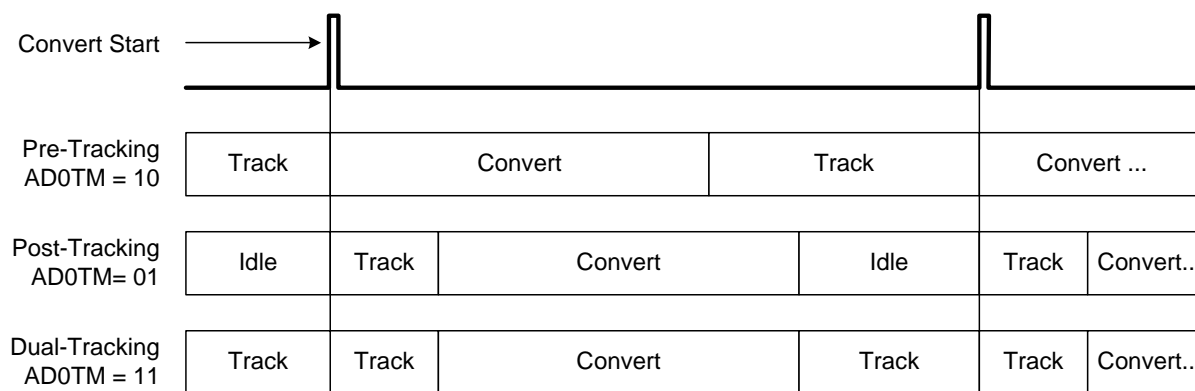 Convert Start
Pre-Tracking
AD0TM = 10
Track
Convert
Track
Convert ...
Post-Tracking
AD0TM= 01
Idle
Track
Convert
Idle
Track
Convert..
Dual-Tracking
AD0TM = 11
Track
Track
Convert
Track
Track
Convert..